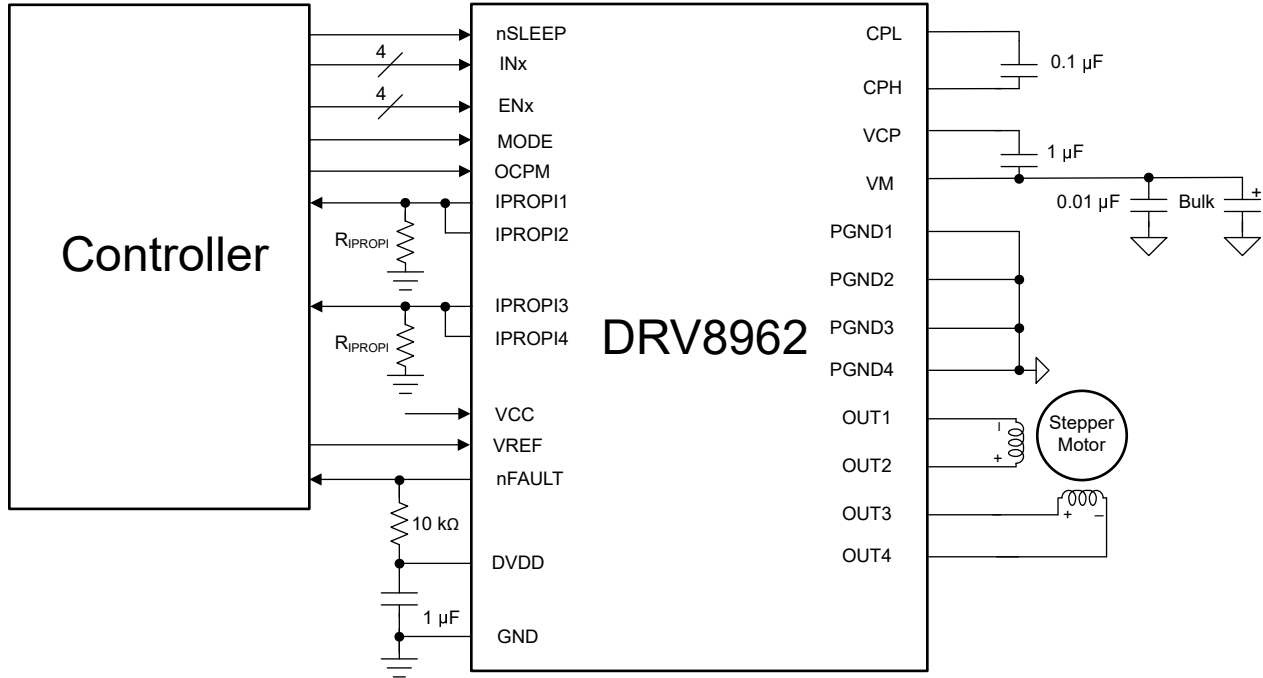 Controller
4
4
nSLEEP
INx
ENx
MODE
OCPM
IPROPI1
IPROPI2
RIPROPI
IPROPI3
IPROPI4
RIPROPI
VCC
VREF
nFAULT
10 kΩ
DVDD
1 µF
GND
DRV8962
CPL
CPH
0.1 µF
VCP
VM
1 µF
0.01 µF
Bulk
+
PGND1
PGND2
PGND3
PGND4
OUT1
OUT2
OUT3
OUT4
–
+
Stepper
Motor
+ –